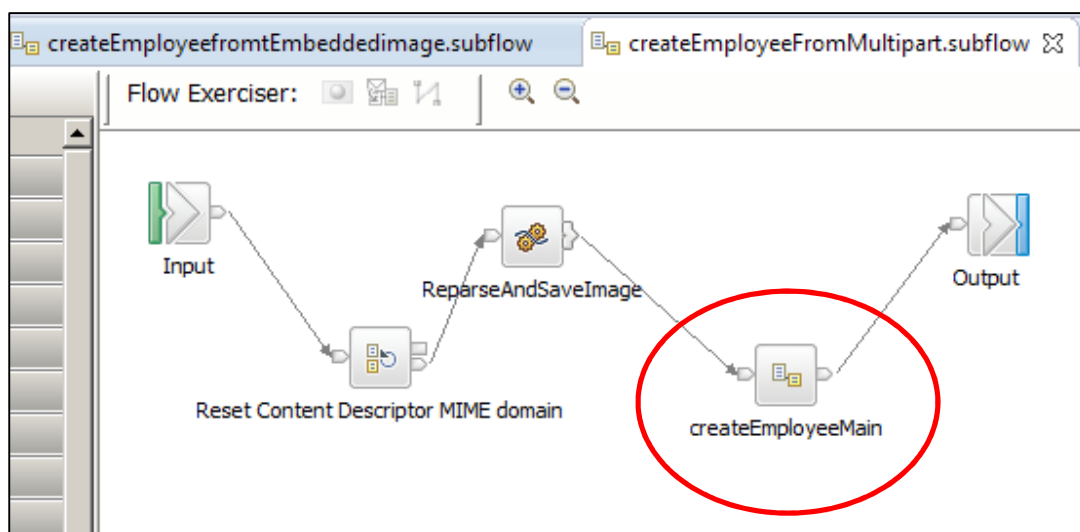 createEmployeefromtEmbeddedimage.subflow
createEmployeeFromMultipart.subflow
Flow Exerciser:
Input
ReparseAndSaveImage
Output
Reset Content Descriptor MIME domain
createEmployeeMain